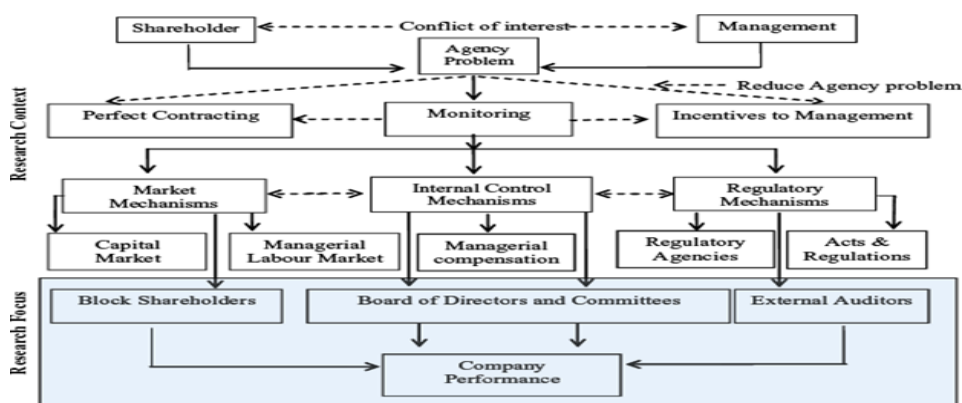 Shareholder
Conflict of interest
Management
Agency
Problem
Reduce Agency problem
Perfect Contracting
Monitoring
Incentives to Management
Research Context
Market
Mechanisms
Internal Control
Mechanisms
Regulatory
Mechanisms
Capital
Market
Managerial
Labour Market
Managerial
compensation
Regulatory
Agencies
Acts &
Regulations
Research Focus
Block Shareholders
Board of Directors and Committees
External Auditors
Company
Performance